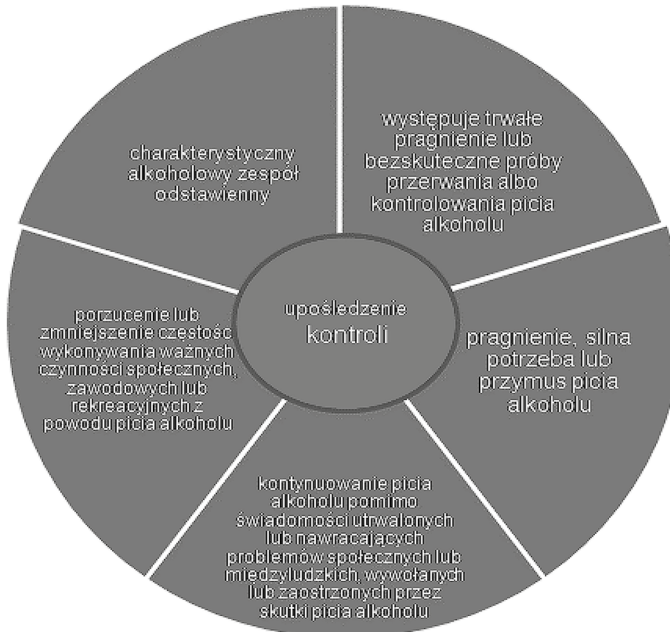 występuje trwałe
pragnienie lub
bezskuteczne próby
przerwania albo
kontrolowania picia
alkoholu
pragnienie, silna
potrzeba lub
przymus picia
alkoholu
kontynuowanie picia
alkoholu pomimo
świadomości utrwalonych
lub nawracających
problemów społecznych lub
międzyludzkich, wywołanych
lub zaostrzonych przez
skutki picia alkoholu
porzucenie lub
zmniejszenie częstośc
wykonywania ważnych
czynności społecznych,
zawodowych lub
rekreacyjnych z
powodu picia alkoholu
charakterystyczny
alkoholowy zespół
odstawienny
upośledzenie
kontroli